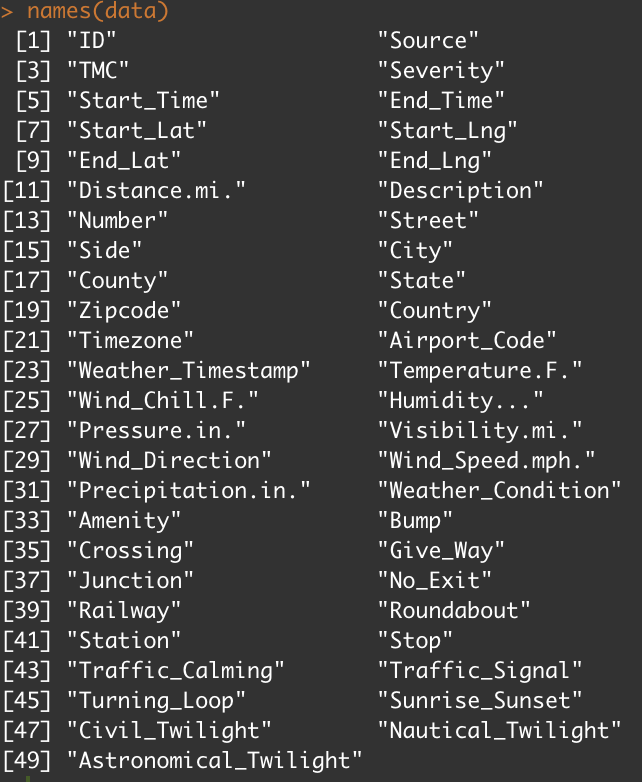 > names(data)
 [1] "ID"                    "Source"
 [3] "TMC"                   "Severity"
 [5] "Start_Time"            "End_Time"
 [7] "Start_Lat"             "Start_Lng"
 [9] "End_Lat"               "End_Lng"
[11] "Distance.mi."          "Description"
[13] "Number"                "Street"
[15] "Side"                  "City"
[17] "County"                "State"
[19] "Zipcode"               "Country"
[21] "Timezone"              "Airport_Code"
[23] "Weather_Timestamp"     "Temperature.F."
[25] "Wind_Chill.F."         "Humidity..."
[27] "Pressure.in."          "Visibility.mi."
[29] "Wind_Direction"        "Wind_Speed.mph."
[31] "Precipitation.in."     "Weather_Condition"
[33] "Amenity"               "Bump"
[35] "Crossing"              "Give_Way"
[37] "Junction"              "No_Exit"
[39] "Railway"               "Roundabout"
[41] "Station"               "Stop"
[43] "Traffic_Calming"       "Traffic_Signal"
[45] "Turning_Loop"          "Sunrise_Sunset"
[47] "Civil_Twilight"        "Nautical_Twilight"
[49] "Astronomical_Twilight"